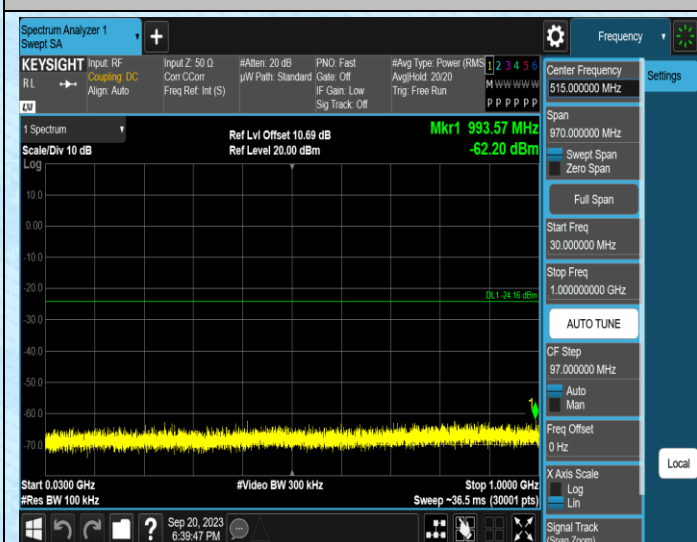 Spectrum Analyzer 1
Swept SA
Frequency
KEYSIGHT
RL
LXI
Input: RF
Coupling: DC
Align: Auto
Input Z: 50 Ω
Corr CCorr
Freq Ref: Int (S)
#Atten: 20 dB
µW Path: Standard
PNO: Fast
Gate: Off
IF Gain: Low
Sig Track: Off
#Avg Type: Power (RMS
Avg|Hold: 20/20
Trig: Free Run
1 2 3 4 5 6
M W W W W W
P P P P P P
1 Spectrum
Scale/Div 10 dB
Log
Ref Lvl Offset 10.69 dB
Ref Level 20.00 dBm
Mkr1 993.57 MHz
-62.20 dBm
10.0
0.00
-10.0
-20.0
-30.0
-40.0
-50.0
-60.0
-70.0
DL1 -24.16 dBm
1
Start 0.0300 GHz
#Res BW 100 kHz
#Video BW 300 kHz
Stop 1.0000 GHz
Sweep ~36.5 ms (30001 pts)
Sep 20, 2023
6:39:47 PM
Center Frequency
515.000000 MHz
Span
970.000000 MHz
Swept Span
Zero Span
Full Span
Start Freq
30.000000 MHz
Stop Freq
1.000000000 GHz
AUTO TUNE
CF Step
97.000000 MHz
Auto
Man
Freq Offset
0 Hz
X Axis Scale
Log
Lin
Signal Track
(Span Zoom)
Settings
Local